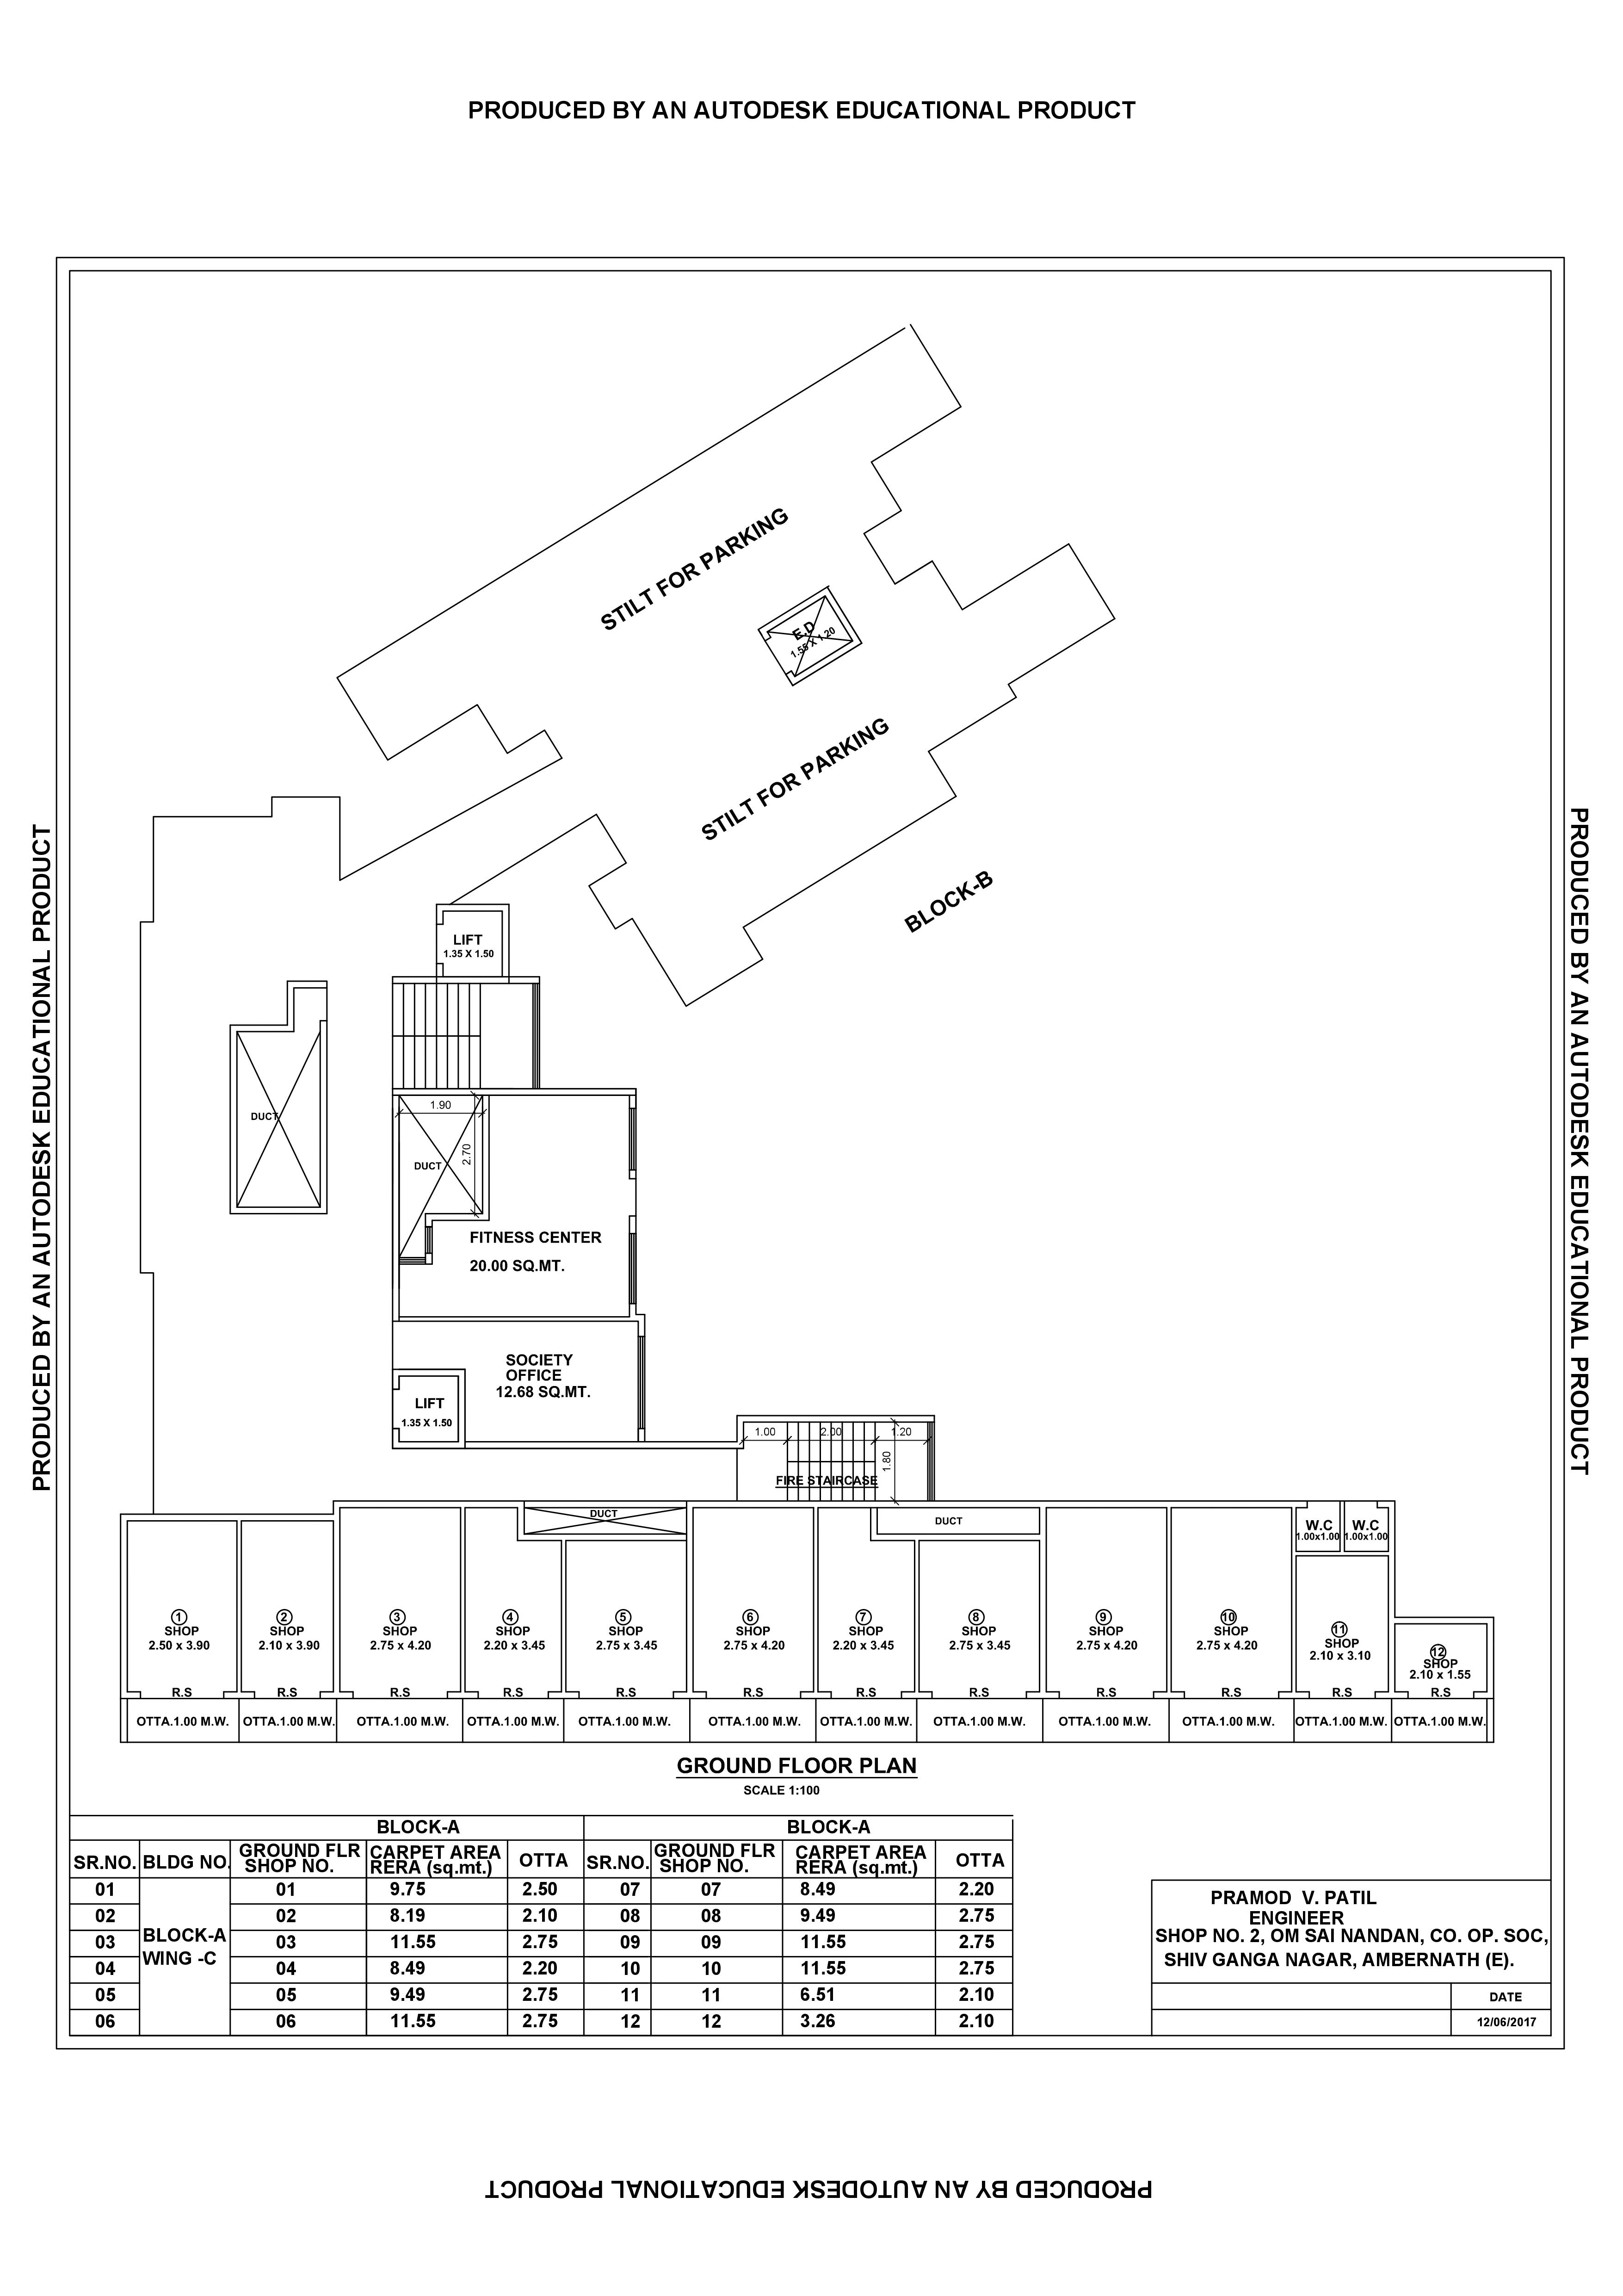 PRODUCED BY AN AUTODESK EDUCATIONAL PRODUCT
PRODUCED BY AN AUTODESK EDUCATIONAL PRODUCT
PRODUCED BY AN AUTODESK EDUCATIONAL PRODUCT
STILT FOR PARKING
E.D
1.55 X 1.20
STILT FOR PARKING
BLOCK-B
LIFT
1.35 X 1.50
DUCT
1.90
2.70
DUCT
FITNESS CENTER
20.00 SQ.MT.
SOCIETY
OFFICE
12.68 SQ.MT.
LIFT
1.35 X 1.50
1.00 2.00 1.20
1.80
FIRE STAIRCASE
DUCT
DUCT
W.C
1.00x1.00
W.C
1.00x1.00
1
SHOP
2.50 x 3.90
R.S
2
SHOP
2.10 x 3.90
R.S
3
SHOP
2.75 x 4.20
R.S
4
SHOP
2.20 x 3.45
R.S
5
SHOP
2.75 x 3.45
R.S
6
SHOP
2.75 x 4.20
R.S
7
SHOP
2.20 x 3.45
R.S
8
SHOP
2.75 x 3.45
R.S
9
SHOP
2.75 x 4.20
R.S
10
SHOP
2.75 x 4.20
R.S
11
SHOP
2.10 x 3.10
R.S
12
SHOP
2.10 x 1.55
R.S
OTTA.1.00 M.W. OTTA.1.00 M.W. OTTA.1.00 M.W. OTTA.1.00 M.W. OTTA.1.00 M.W. OTTA.1.00 M.W. OTTA.1.00 M.W. OTTA.1.00 M.W. OTTA.1.00 M.W. OTTA.1.00 M.W. OTTA.1.00 M.W. OTTA.1.00 M.W.
GROUND FLOOR PLAN
SCALE 1:100
BLOCK-A BLOCK-A
SR.NO. BLDG NO. GROUND FLR SHOP NO. CARPET AREA RERA (sq.mt.) OTTA SR.NO. GROUND FLR SHOP NO. CARPET AREA RERA (sq.mt.) OTTA
01 01 9.75 2.50 07 07 8.49 2.20
02 02 8.19 2.10 08 08 9.49 2.75
BLOCK-A
WING -C
03 03 11.55 2.75 09 09 11.55 2.75
04 04 8.49 2.20 10 10 11.55 2.75
05 05 9.49 2.75 11 11 6.51 2.10
06 06 11.55 2.75 12 12 3.26 2.10
PRAMOD V. PATIL
ENGINEER
SHOP NO. 2, OM SAI NANDAN, CO. OP. SOC,
SHIV GANGA NAGAR, AMBERNATH (E).
DATE
12/06/2017
PRODUCED BY AN AUTODESK EDUCATIONAL PRODUCT